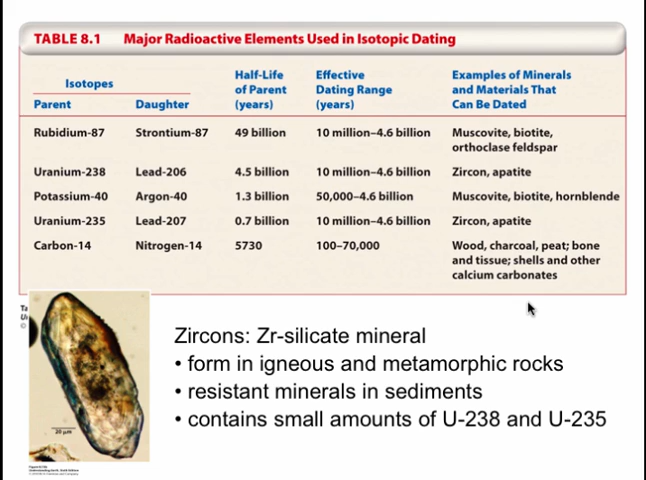 TABLE 8.1 Major Radioactive Elements Used in Isotopic Dating
Isotopes
Parent Daughter
Half-Life
of Parent
(years)
Effective
Dating Range
(years)
Examples of Minerals
and Materials That
Can Be Dated
Rubidium-87 Strontium-87 49 billion 10 million–4.6 billion Muscovite, biotite,
orthoclase feldspar
Uranium-238 Lead-206 4.5 billion 10 million–4.6 billion Zircon, apatite
Potassium-40 Argon-40 1.3 billion 50,000–4.6 billion Muscovite, biotite, hornblende
Uranium-235 Lead-207 0.7 billion 10 million–4.6 billion Zircon, apatite
Carbon-14 Nitrogen-14 5730 100–70,000 Wood, charcoal, peat; bone
and tissue; shells and other
calcium carbonates
Ta
U
©
Zircons: Zr-silicate mineral
• form in igneous and metamorphic rocks
• resistant minerals in sediments
• contains small amounts of U-238 and U-235
20 µm